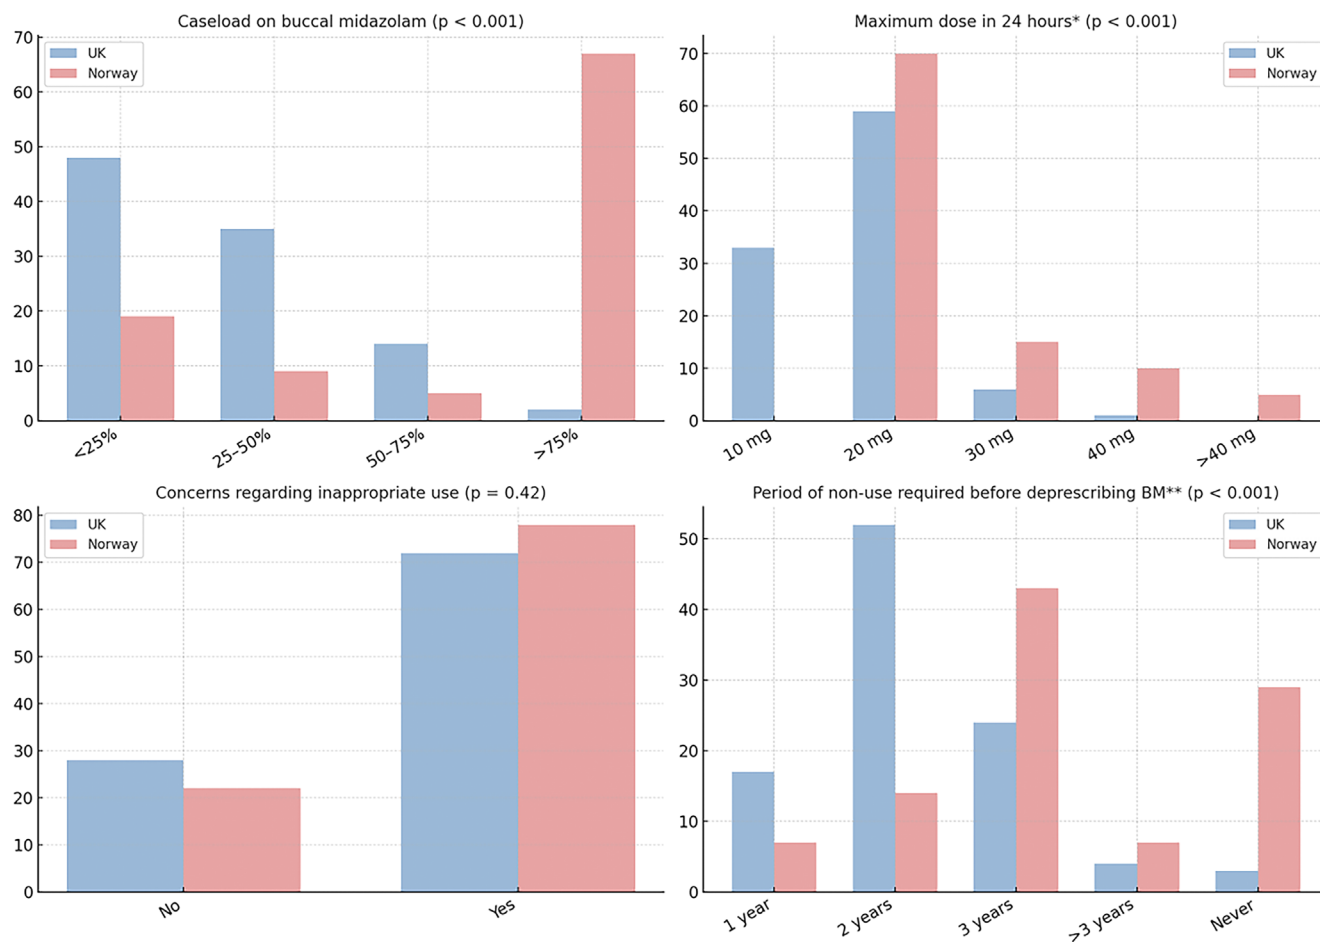 Caseload on buccal midazolam (p < 0.001)
70
60
50
40
30
20
10
0
UK
Norway
<25%
25–50%
50–75%
>75%
Maximum dose in 24 hours* (p < 0.001)
70
60
50
40
30
20
10
0
UK
Norway
10 mg
20 mg
30 mg
40 mg
>40 mg
Concerns regarding inappropriate use (p = 0.42)
80
70
60
50
40
30
20
10
0
UK
Norway
No
Yes
Period of non-use required before deprescribing BM** (p < 0.001)
50
40
30
20
10
0
UK
Norway
1 year
2 years
3 years
>3 years
Never